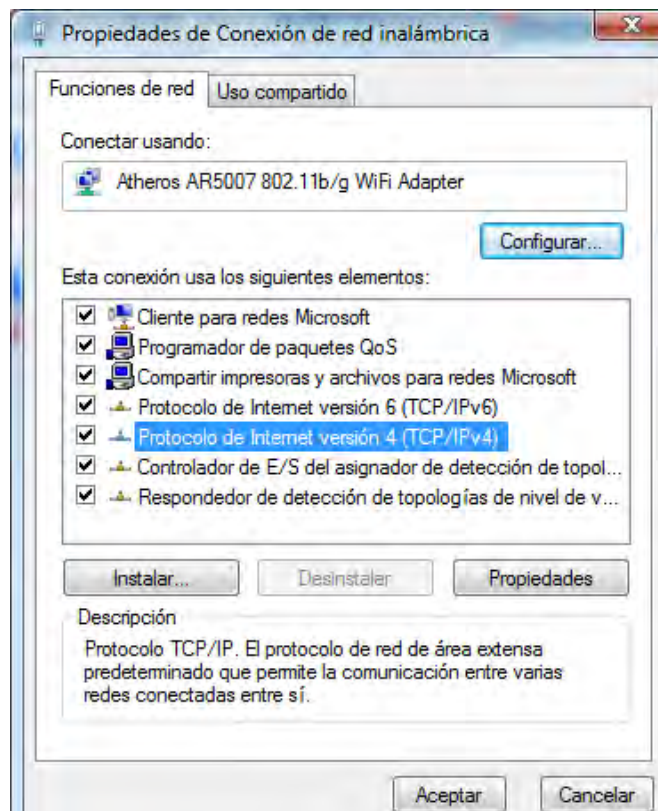 Propiedades de Conexión de red inalámbrica
Funciones de red
Uso compartido
Conectar usando:
Atheros AR5007 802.11b/g WiFi Adapter
Configurar...
Esta conexión usa los siguientes elementos:
Cliente para redes Microsoft
Programador de paquetes QoS
Compartir impresoras y archivos para redes Microsoft
Protocolo de Internet versión 6 (TCP/IPv6)
Protocolo de Internet versión 4 (TCP/IPv4)
Controlador de E/S del asignador de detección de topol...
Respondedor de detección de topologías de nivel de v...
Instalar...
Desinstalar
Propiedades
Descripción
Protocolo TCP/IP. El protocolo de red de área extensa
predeterminado que permite la comunicación entre varias
redes conectadas entre sí.
Aceptar
Cancelar